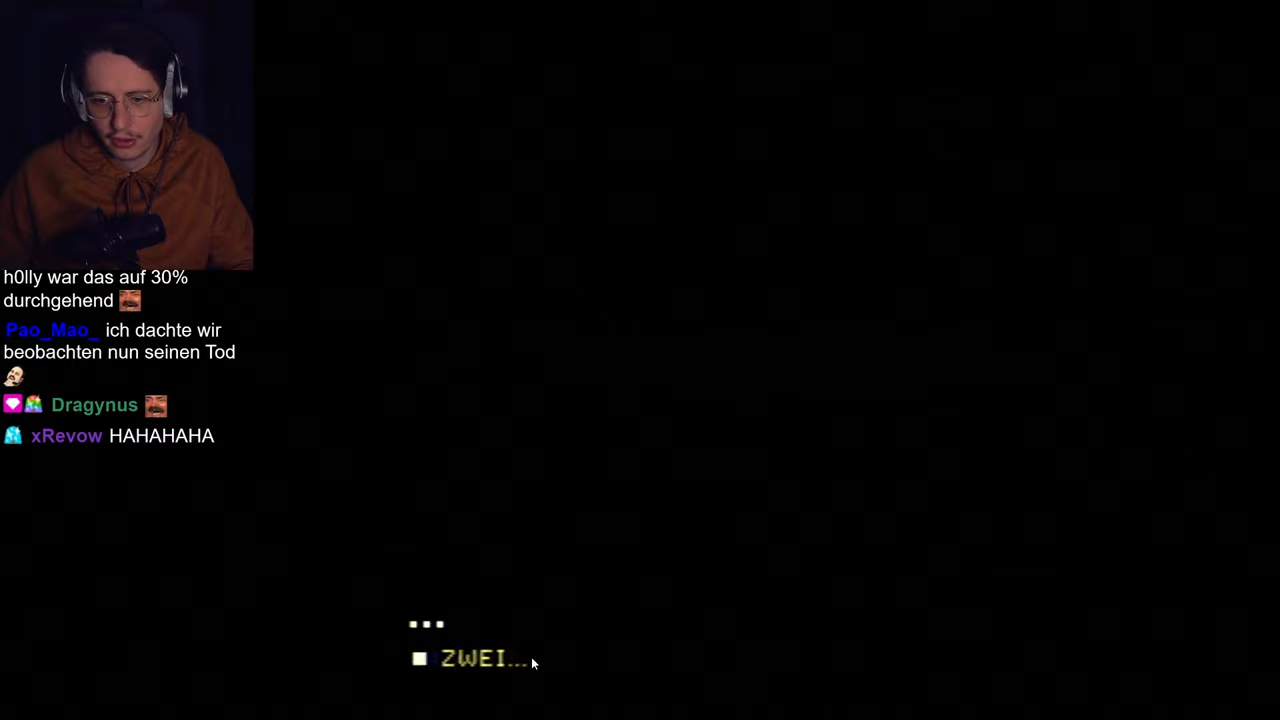 h0lly war das auf 30%
durchgehend
Pao_Mao_ ich dachte wir
beobachten nun seinen Tod
Dragynus
xRevow HAHAHAHA
...
ZWEI...